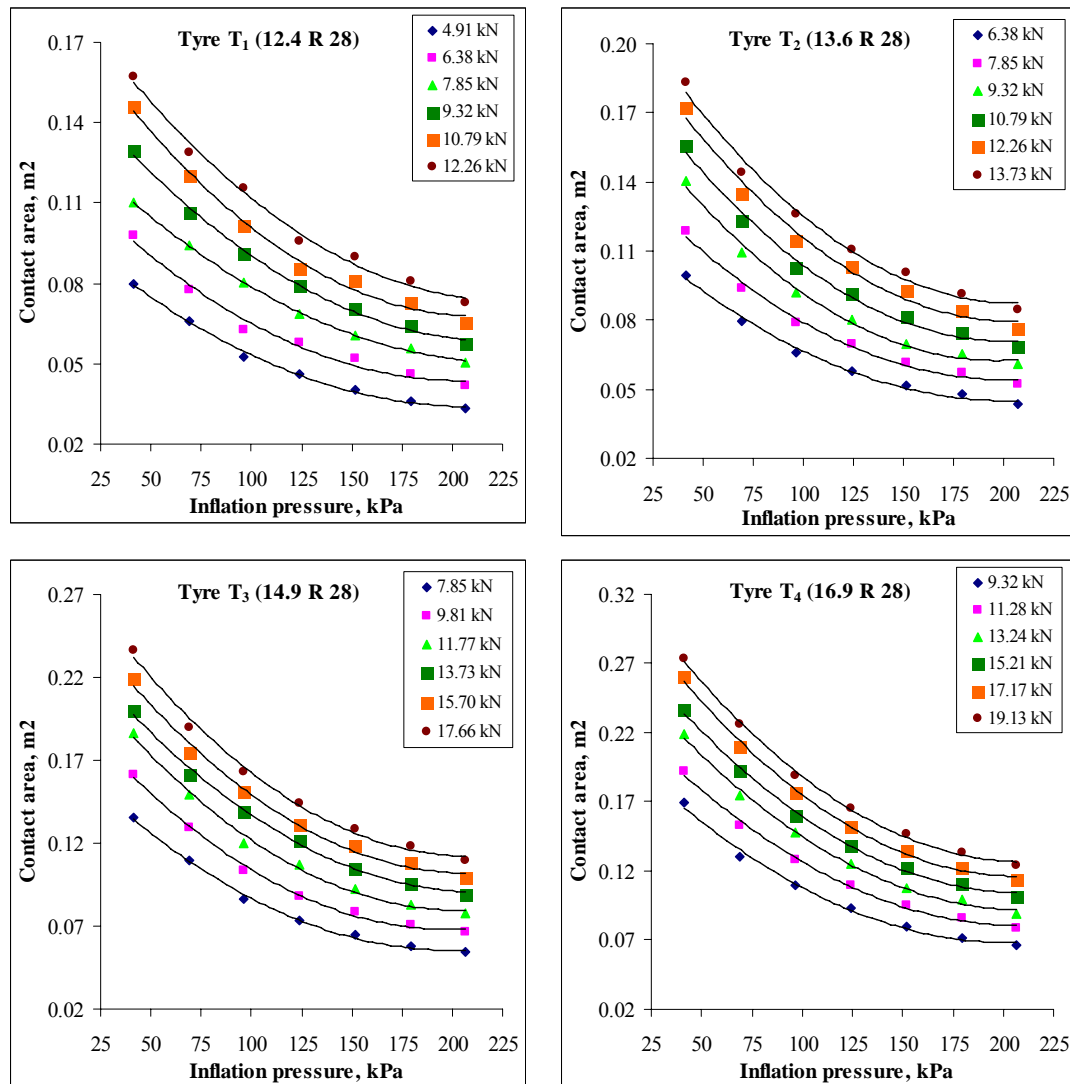 Tyre T1 (12.4 R 28)
4.91 kN
6.38 kN
7.85 kN
9.32 kN
10.79 kN
12.26 kN
0.17
0.14
0.11
0.08
0.05
0.02
Contact area, m2
25 50 75 100 125 150 175 200 225
Inflation pressure, kPa
Tyre T2 (13.6 R 28)
6.38 kN
7.85 kN
9.32 kN
10.79 kN
12.26 kN
13.73 kN
0.20
0.17
0.14
0.11
0.08
0.05
0.02
Contact area, m2
25 50 75 100 125 150 175 200 225
Inflation pressure, kPa
Tyre T3 (14.9 R 28)
7.85 kN
9.81 kN
11.77 kN
13.73 kN
15.70 kN
17.66 kN
0.27
0.22
0.17
0.12
0.07
0.02
Contact area, m2
25 50 75 100 125 150 175 200 225
Inflation pressure, kPa
Tyre T4 (16.9 R 28)
9.32 kN
11.28 kN
13.24 kN
15.21 kN
17.17 kN
19.13 kN
0.32
0.27
0.22
0.17
0.12
0.07
0.02
Contact area, m2
25 50 75 100 125 150 175 200 225
Inflation pressure, kPa